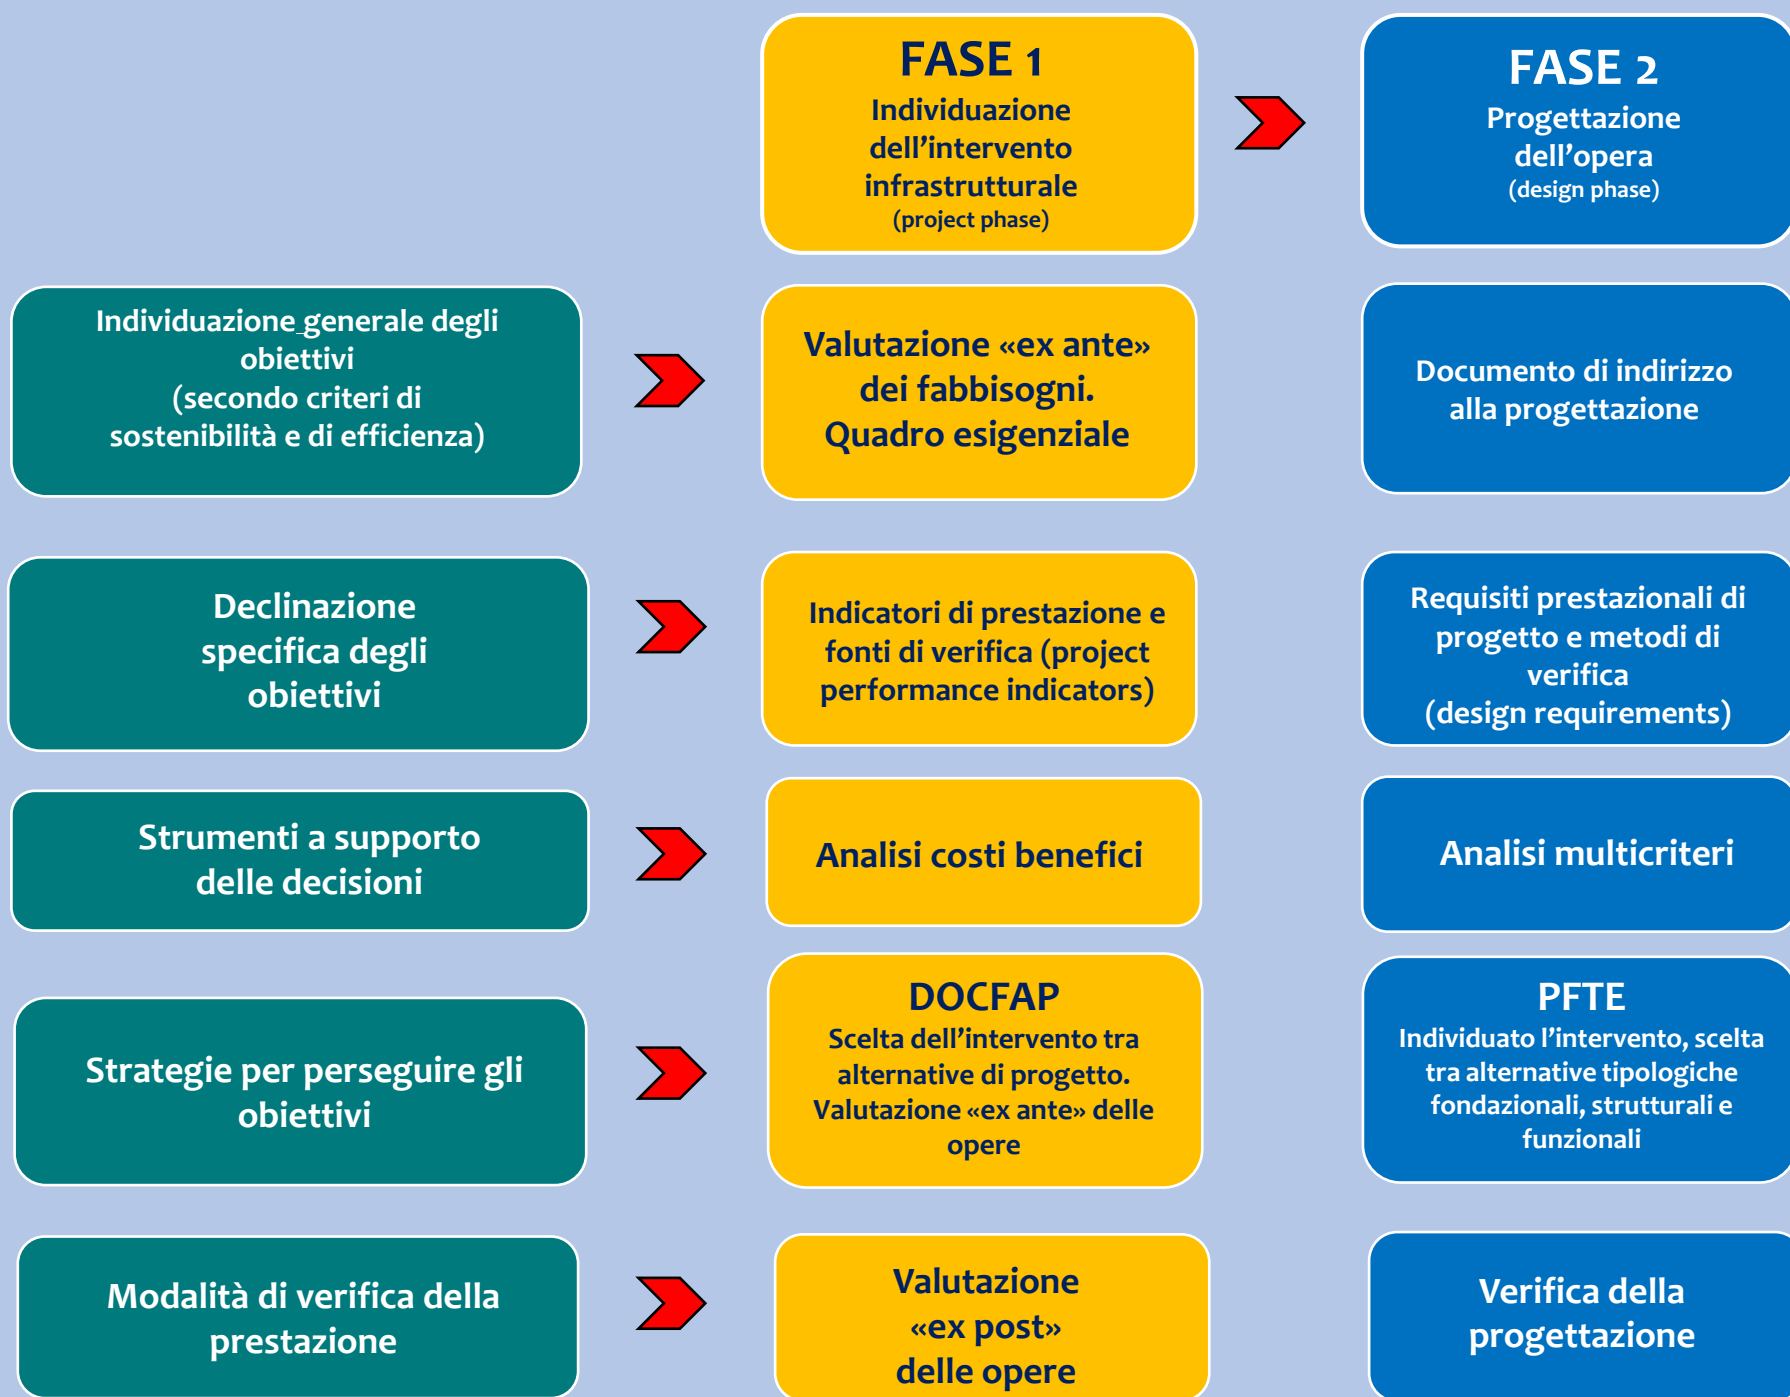 FASE 1
Individuazione
dell’intervento
infrastrutturale
(project phase)
FASE 2
Progettazione
dell’opera
(design phase)
Individuazione generale degli
obiettivi
(secondo criteri di
sostenibilità e di efficienza)
Valutazione «ex ante»
dei fabbisogni.
Quadro esigenziale
Documento di indirizzo
alla progettazione
Declinazione
specifica degli
obiettivi
Indicatori di prestazione e
fonti di verifica (project
performance indicators)
Requisiti prestazionali di
progetto e metodi di
verifica
(design requirements)
Strumenti a supporto
delle decisioni
Analisi costi benefici
Analisi multicriteri
Strategie per perseguire gli
obiettivi
DOCFAP
Scelta dell’intervento tra
alternative di progetto.
Valutazione «ex ante» delle
opere
PFTE
Individuato l’intervento, scelta
tra alternative tipologiche
fondazionali, strutturali e
funzionali
Modalità di verifica della
prestazione
Valutazione
«ex post»
delle opere
Verifica della
progettazione